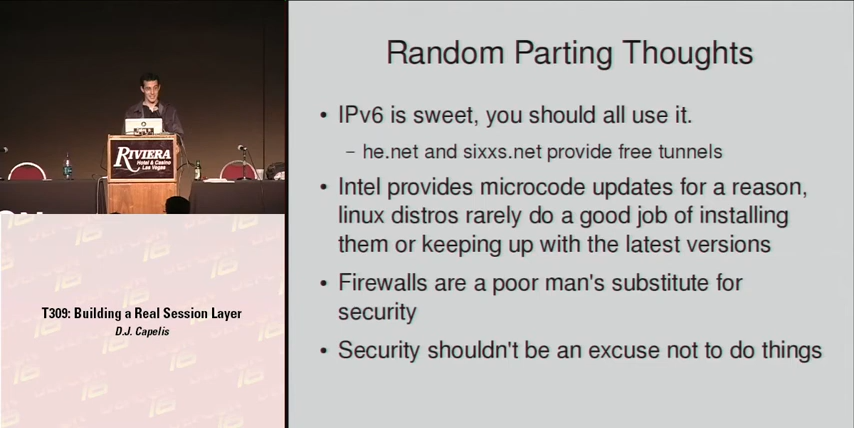 Random Parting Thoughts
• IPv6 is sweet, you should all use it.
– he.net and sixxs.net provide free tunnels
• Intel provides microcode updates for a reason,
linux distros rarely do a good job of installing
them or keeping up with the latest versions
• Firewalls are a poor man's substitute for
security
• Security shouldn't be an excuse not to do things
RIVIERA
Hotel & Casino
Las Vegas
T309: Building a Real Session Layer
D.J. Capelis